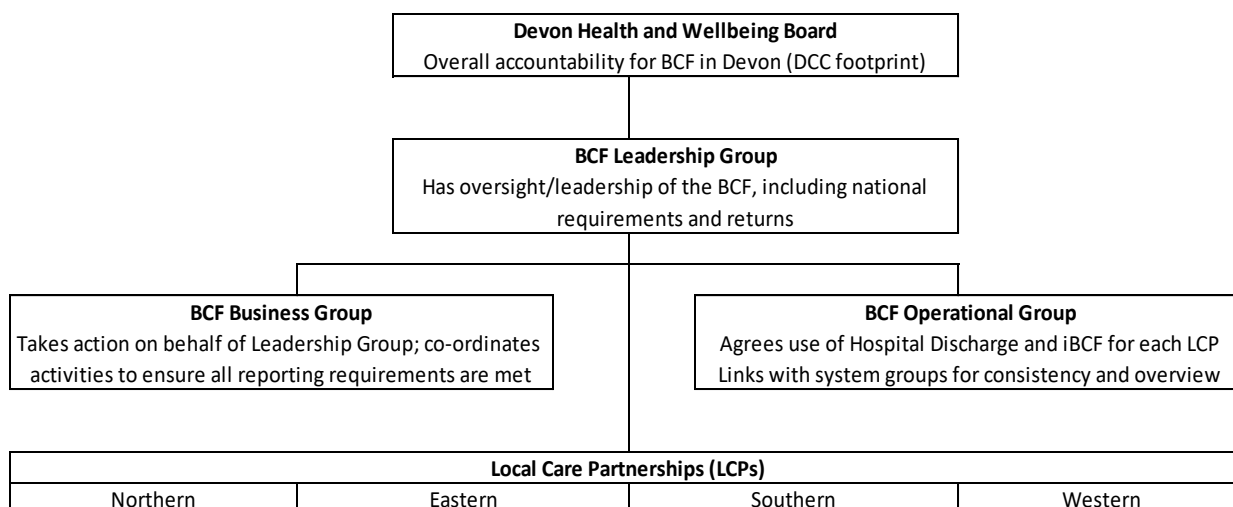 Devon Health and Wellbeing Board
Overall accountability for BCF in Devon (DCC footprint)
BCF Leadership Group
Has oversight/leadership of the BCF, including national
requirements and returns
BCF Business Group
Takes action on behalf of Leadership Group; co-ordinates
activities to ensure all reporting requirements are met
BCF Operational Group
Agrees use of Hospital Discharge and iBCF for each LCP
Links with system groups for consistency and overview
Local Care Partnerships (LCPs)
Northern
Eastern
Southern
Western